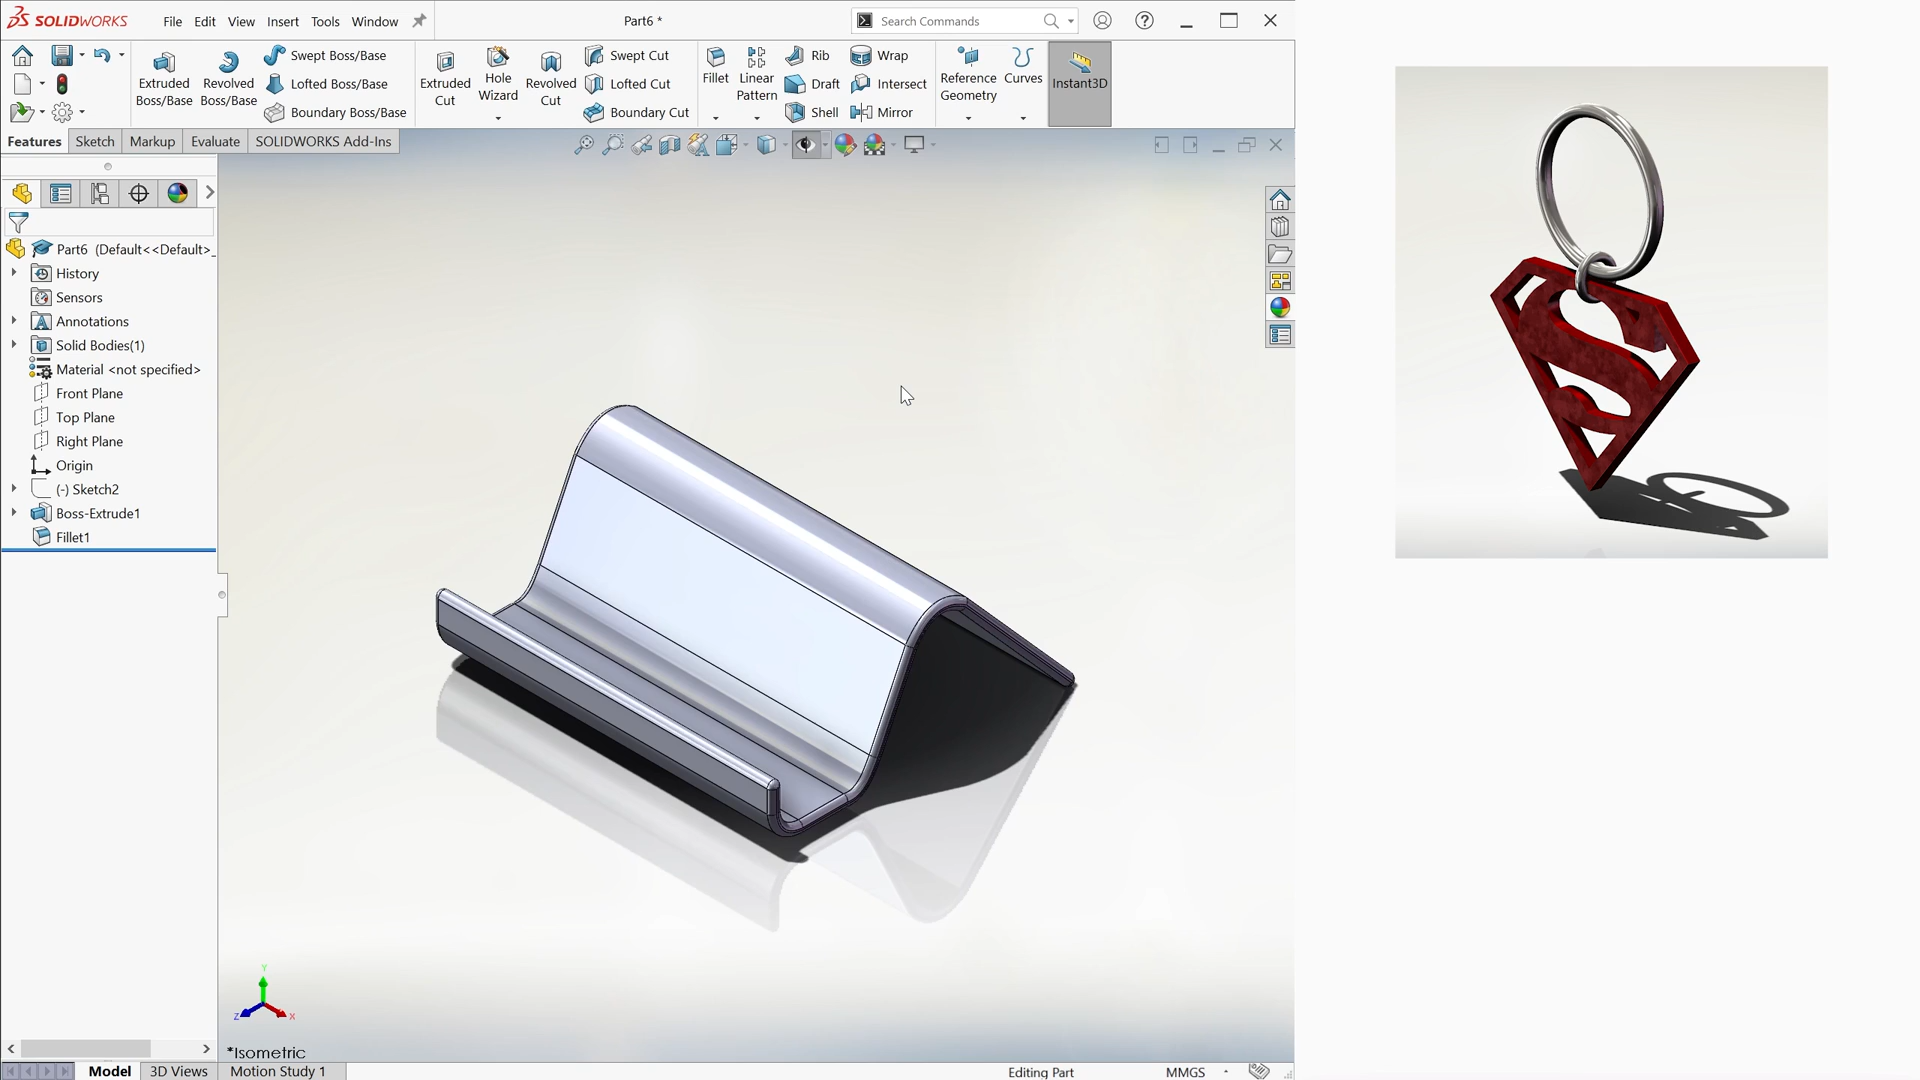 SOLIDWORKS
File Edit View Insert Tools Window
Part6 *
Search Commands
Extruded Boss/Base
Revolved Boss/Base
Swept Boss/Base
Lofted Boss/Base
Boundary Boss/Base
Extruded Cut
Hole Wizard
Revolved Cut
Swept Cut
Lofted Cut
Boundary Cut
Fillet
Linear Pattern
Rib
Draft
Shell
Wrap
Intersect
Mirror
Reference Geometry
Curves
Instant3D
Features Sketch Markup Evaluate SOLIDWORKS Add-Ins
Part6 (Default<<Default>_
History
Sensors
A Annotations
Solid Bodies(1)
Material <not specified>
Front Plane
Top Plane
Right Plane
Origin
(-) Sketch2
Boss-Extrude1
Fillet1
Y
Z X
*Isometric
Model 3D Views Motion Study 1
Editing Part MMGS
S